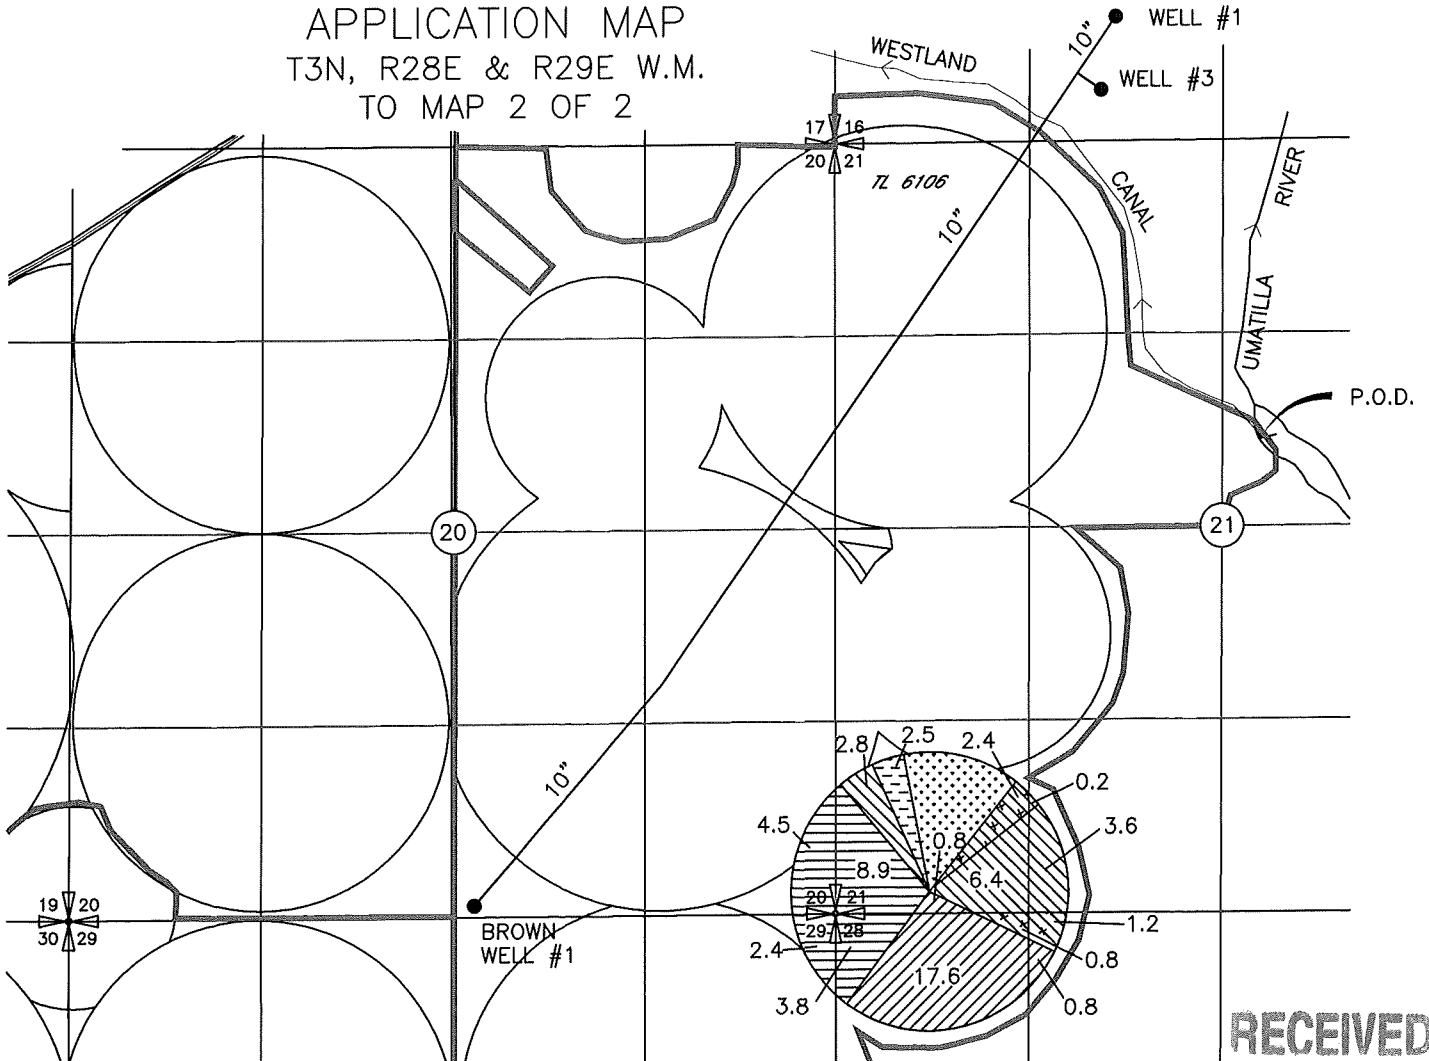 APPLICATION MAP
T3N, R28E & R29E W.M.
TO MAP 2 OF 2
WELL #1
10"
WELL #3
WESTLAND
CANAL
17 16
20 21
TL 6106
10"
RIVER
UMATILLA
P.O.D.
20
21
10"
2.8
2.5
2.4
0.2
4.5
3.6
0.8
8.9
6.4
19 20
30 29
20 21
29 28
BROWN
WELL #1
1.2
2.4
0.8
17.6
3.8
0.8
RECEIVED